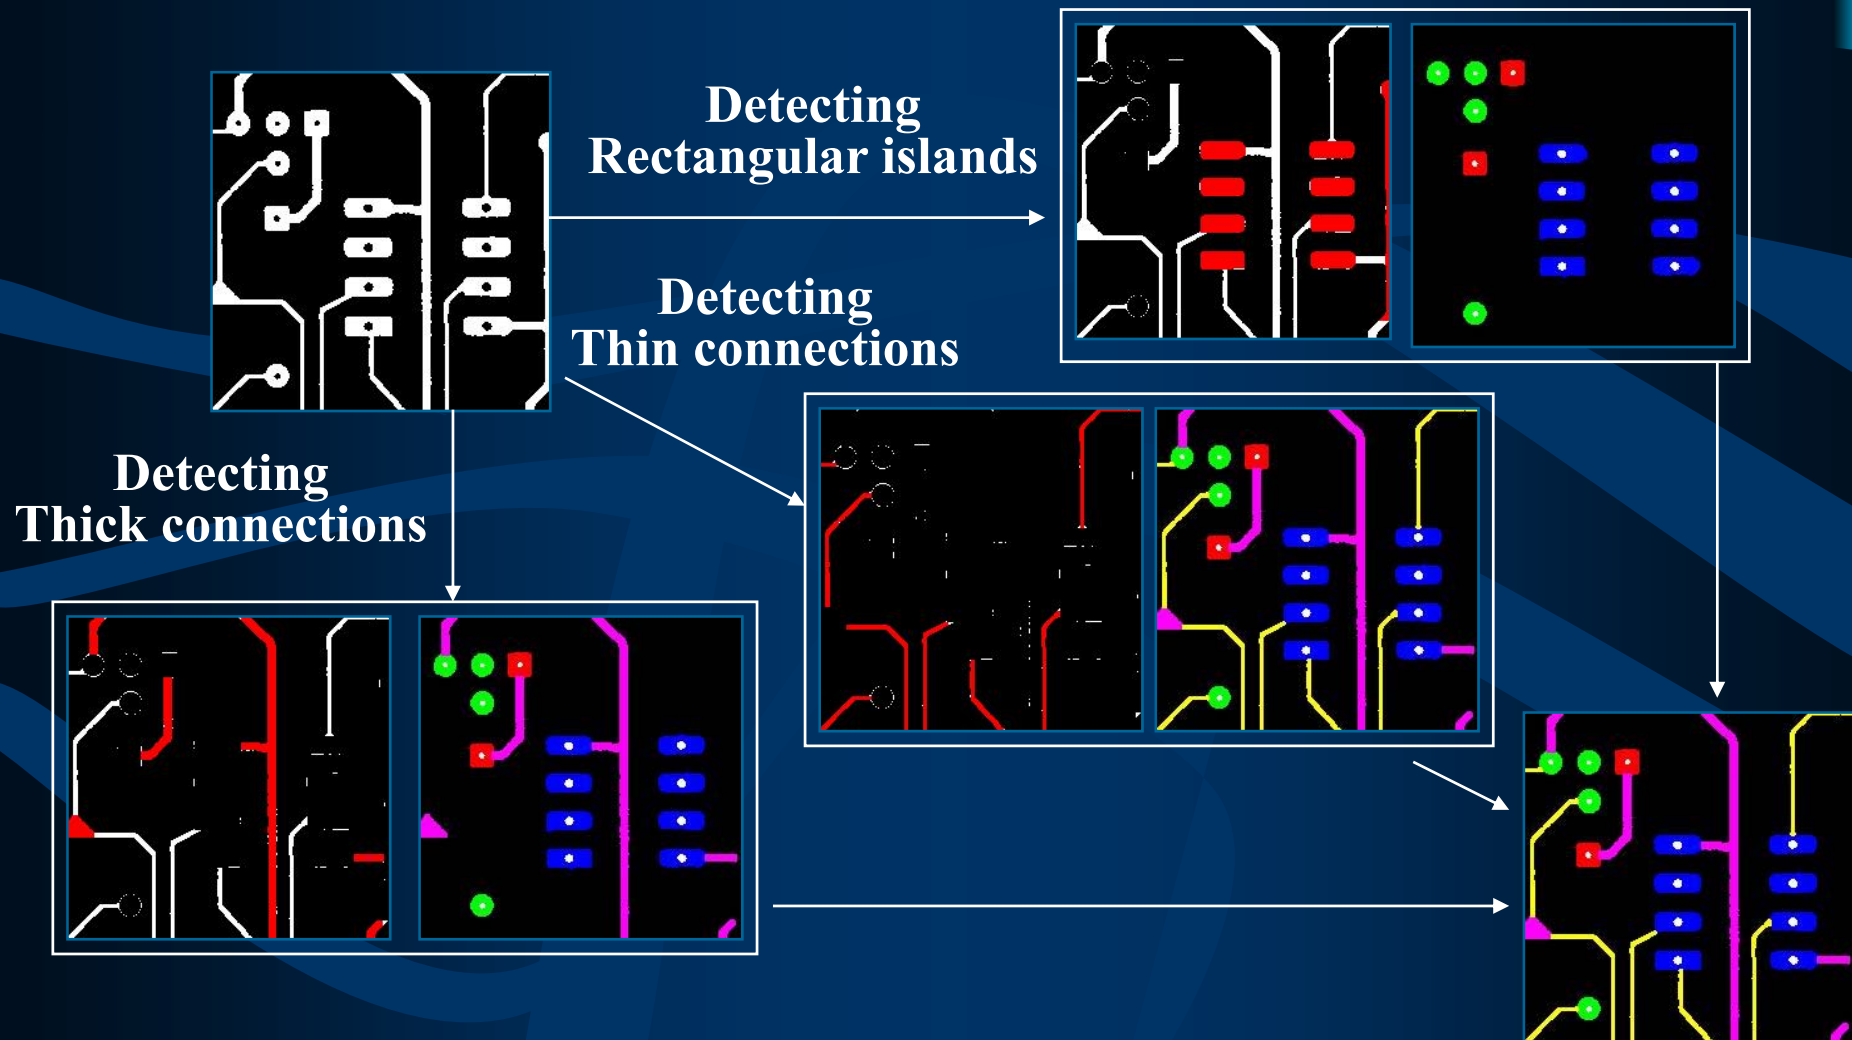 Detecting
Rectangular islands
Detecting
Thin connections
Detecting
Thick connections